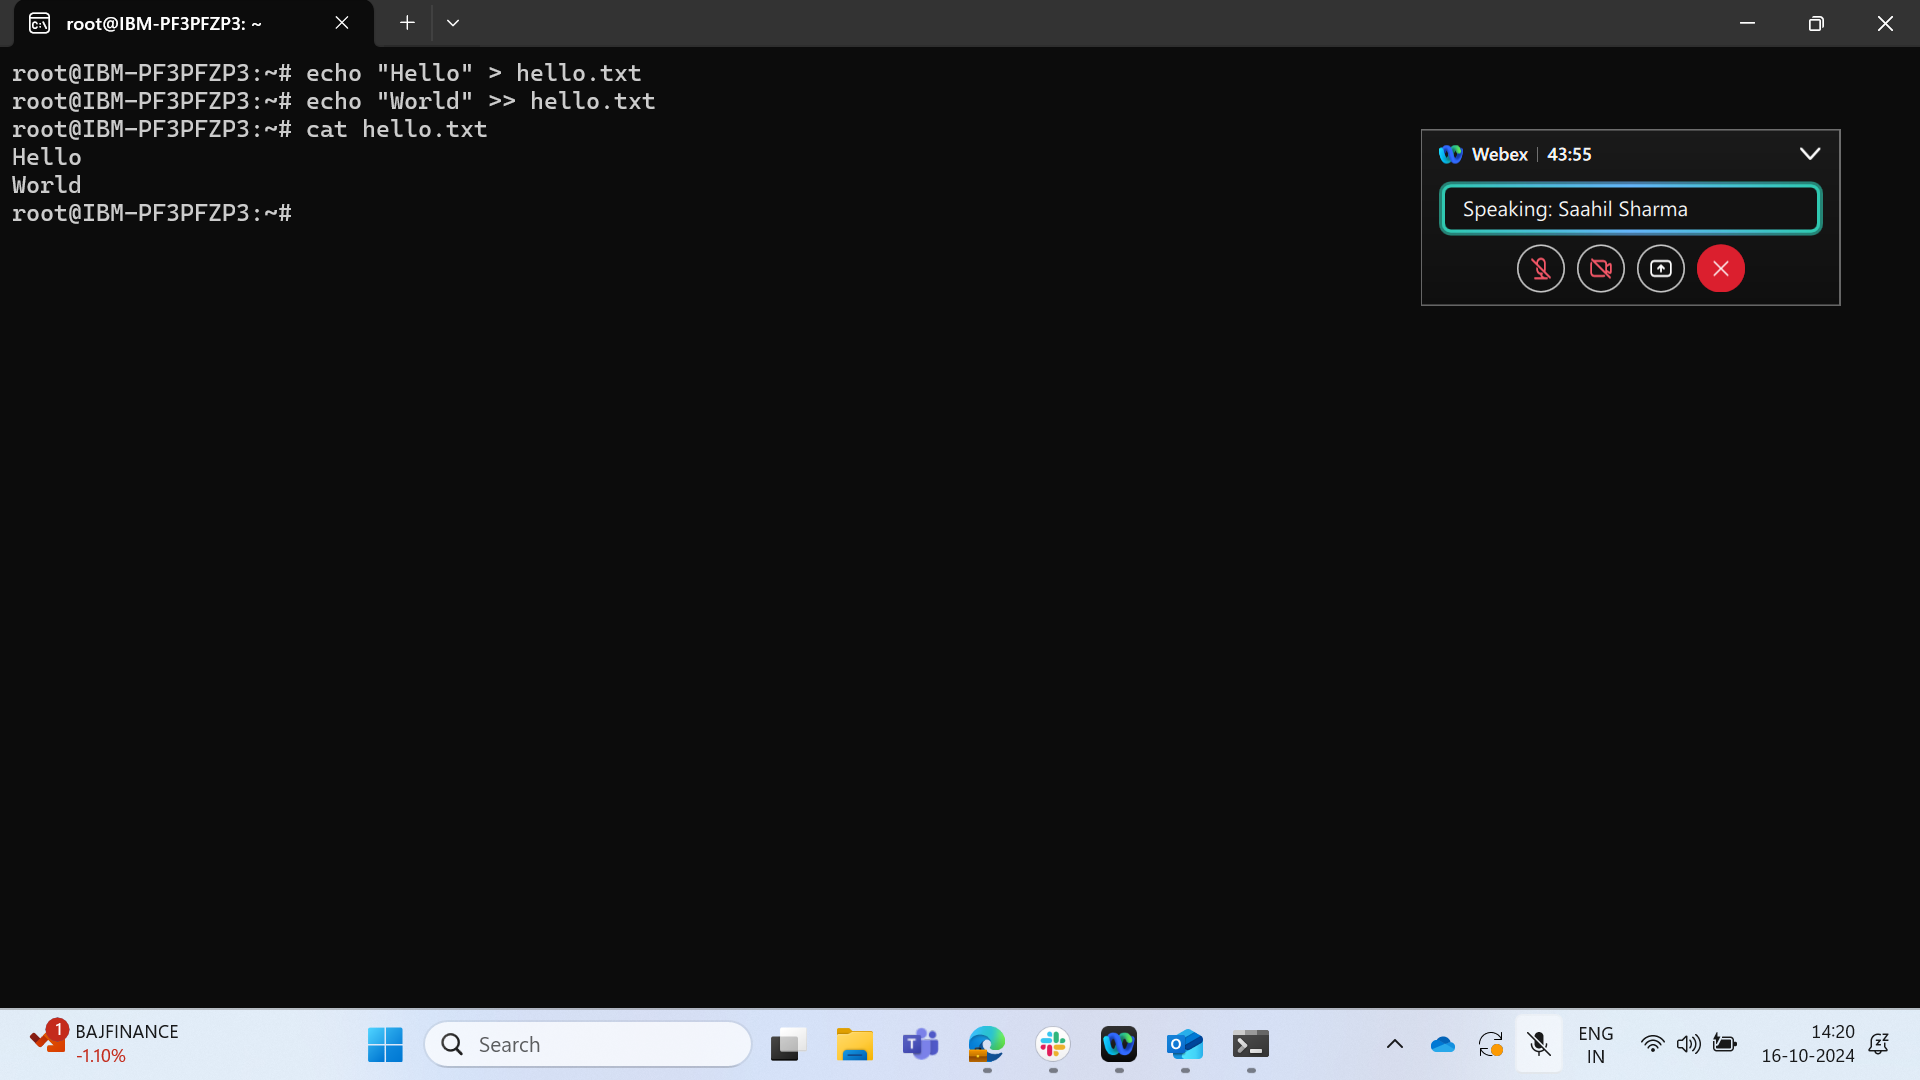 root@IBM-PF3PFZP3: ~
root@IBM-PF3PFZP3:~# echo "Hello" > hello.txt
root@IBM-PF3PFZP3:~# echo "World" >> hello.txt
root@IBM-PF3PFZP3:~# cat hello.txt
Hello
World
root@IBM-PF3PFZP3:~#
Webex | 43:55
Speaking: Saahil Sharma
1
BAJFINANCE
-1.10%
Search
ENG
IN
14:20
16-10-2024